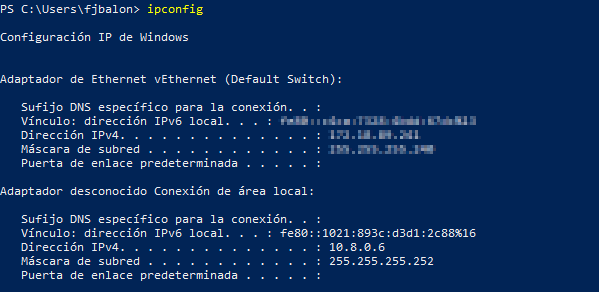 PS C:\Users\fjbalon> ipconfig
Configuración IP de Windows
Adaptador de Ethernet vEthernet (Default Switch):
Sufijo DNS específico para la conexión. . :
Vínculo: dirección IPv6 local. . . :
Dirección IPv4. . . . . . . . . . . . . . :
Máscara de subred . . . . . . . . . . . . :
Puerta de enlace predeterminada . . . . . :
Adaptador desconocido Conexión de área local:
Sufijo DNS específico para la conexión. . :
Vínculo: dirección IPv6 local. . . : fe80::1021:893c:d3d1:2c88%16
Dirección IPv4. . . . . . . . . . . . . . : 10.8.0.6
Máscara de subred . . . . . . . . . . . . : 255.255.255.252
Puerta de enlace predeterminada . . . . . :